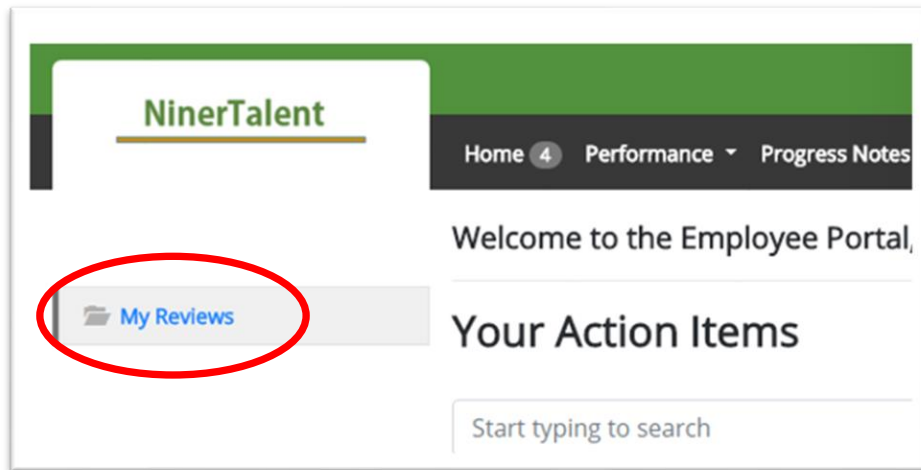 NinerTalent
Home 4 Performance Progress Notes
Welcome to the Employee Portal,
My Reviews
Your Action Items
Start typing to search